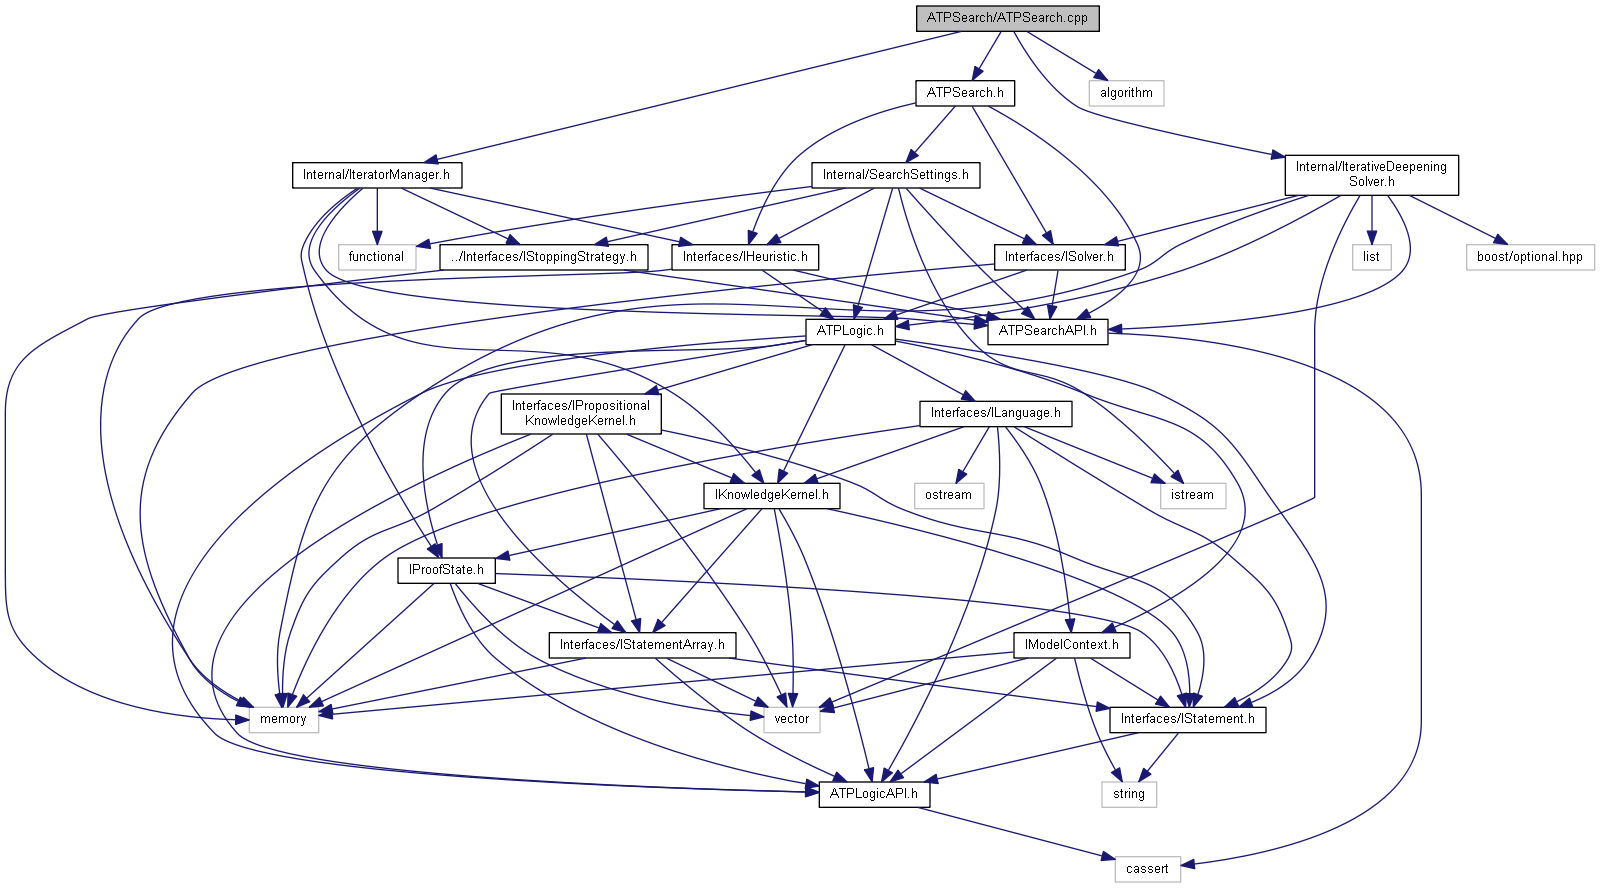 ATPSearch/ATPSearch.cpp
ATPSearch.h
algorithm
Internal/IteratorManager.h
Internal/SearchSettings.h
Internal/IterativeDeepening
Solver.h
functional
../Interfaces/IStoppingStrategy.h
Interfaces/IHeuristic.h
Interfaces/ISolver.h
list
boost/optional.hpp
ATPLogic.h
ATPSearchAPI.h
Interfaces/IPropositional
KnowledgeKernel.h
Interfaces/ILanguage.h
IKnowledgeKernel.h
ostream
istream
IProofState.h
Interfaces/IStatementArray.h
IModelContext.h
memory
vector
Interfaces/IStatement.h
ATPLogicAPI.h
string
cassert